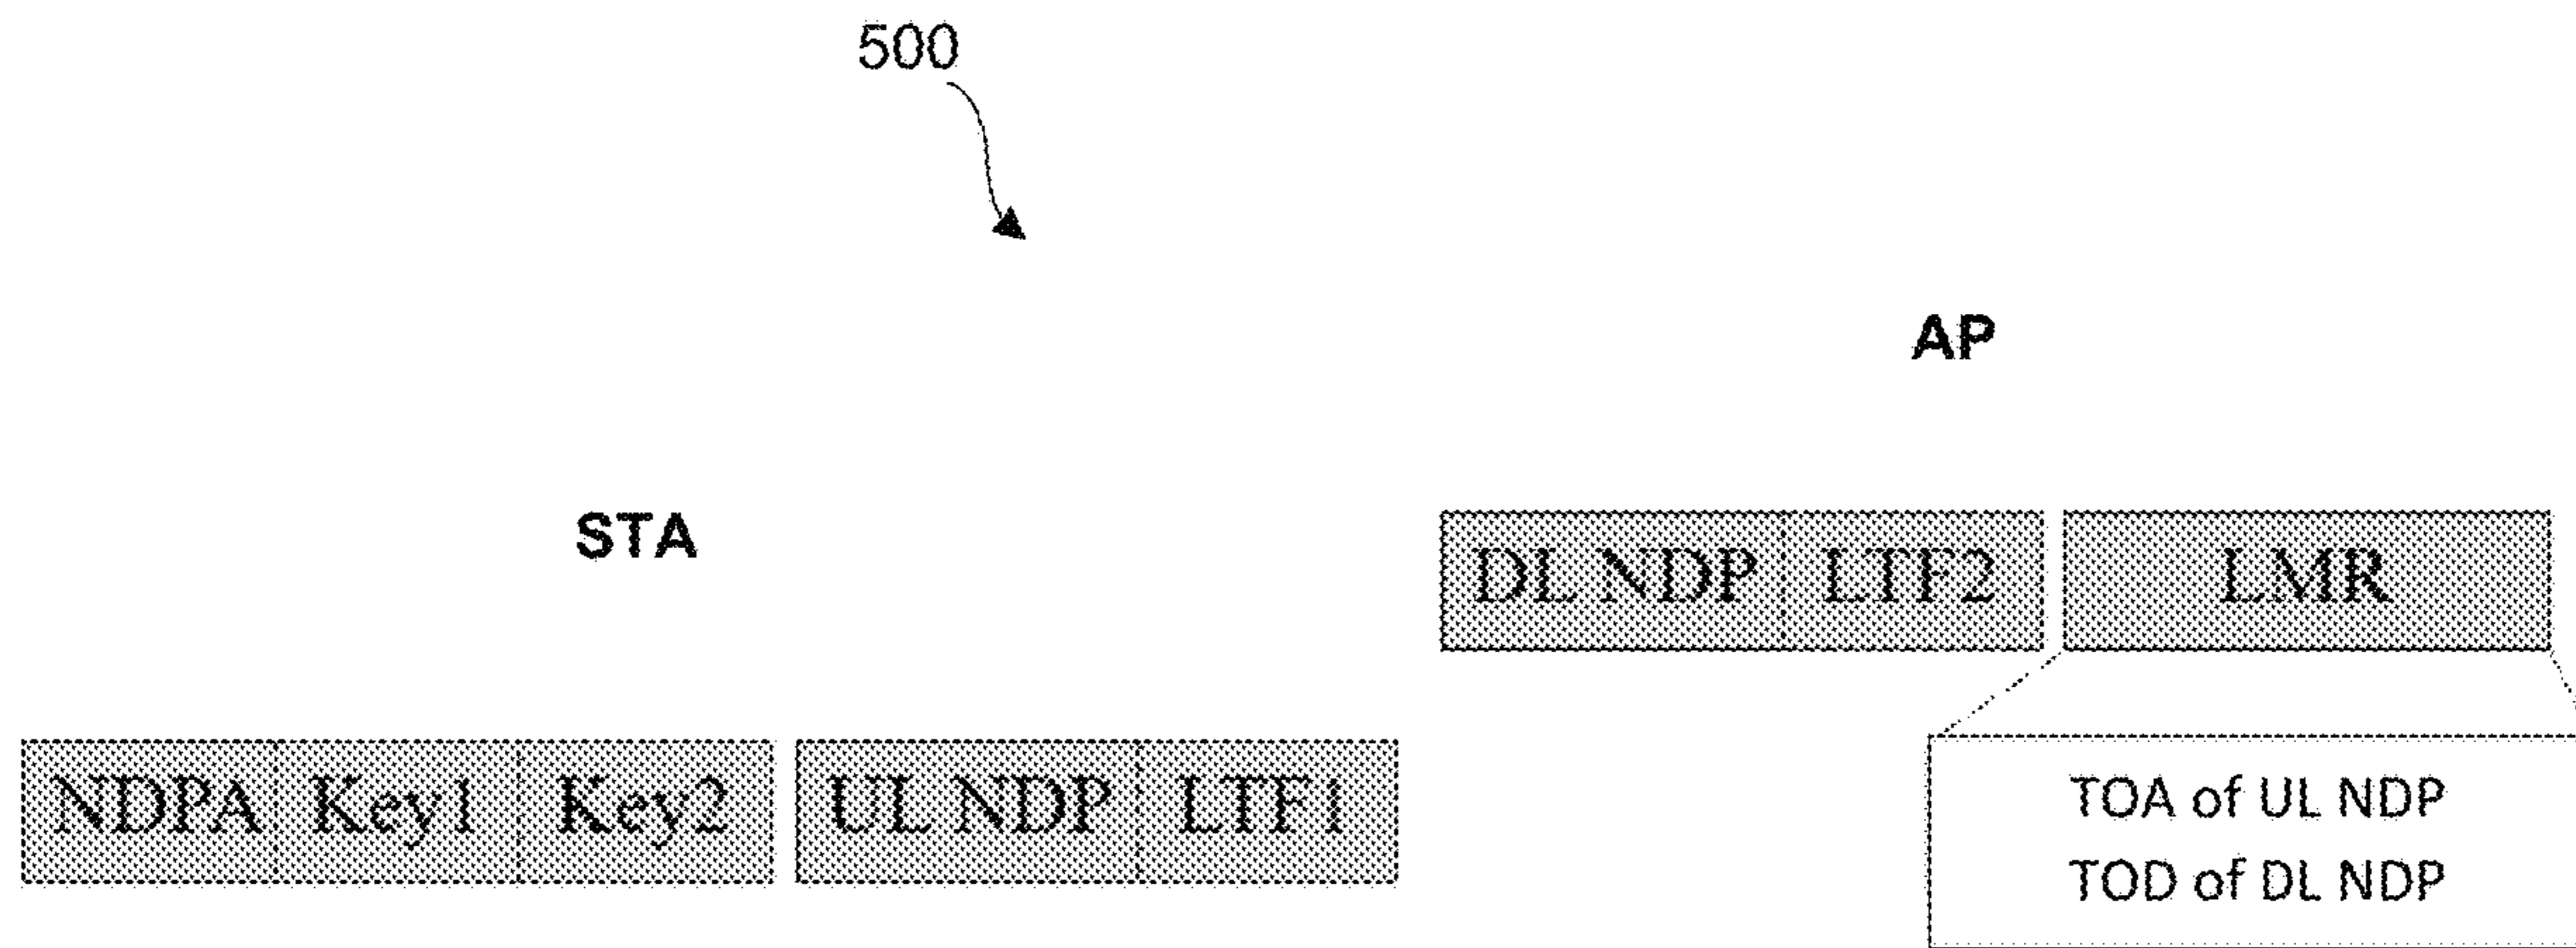 500
AP
STA
DL NDP LTF2 LMR
NDPA Key1 Key2 UL NDP LTF1
TOA of UL NDP
TOD of DL NDP